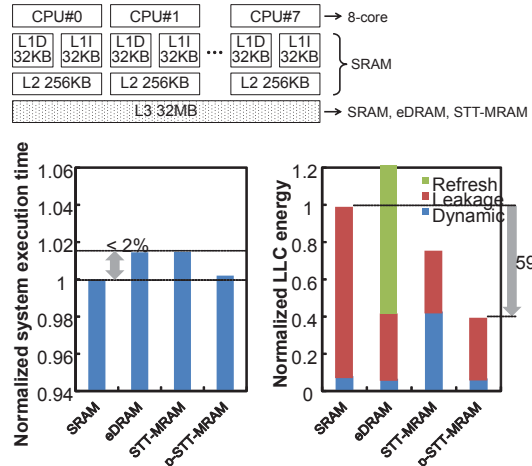 CPU#0 CPU#1 CPU#7 8-core
L1D 32KB L1I 32KB L1D 32KB L1I 32KB ... L1D 32KB L1I 32KB SRAM
L2 256KB L2 256KB L2 256KB
L3 32MB SRAM, eDRAM, STT-MRAM
Normalized system execution time
1.06
1.04
1.02
1
0.98
0.96
0.94
< 2%
SRAM
eDRAM
STT-MRAM
p-STT-MRAM
Normalized LLC energy
1.2
1
0.8
0.6
0.4
0.2
0
Refresh
Leakage
Dynamic
59
SRAM
eDRAM
STT-MRAM
p-STT-MRAM